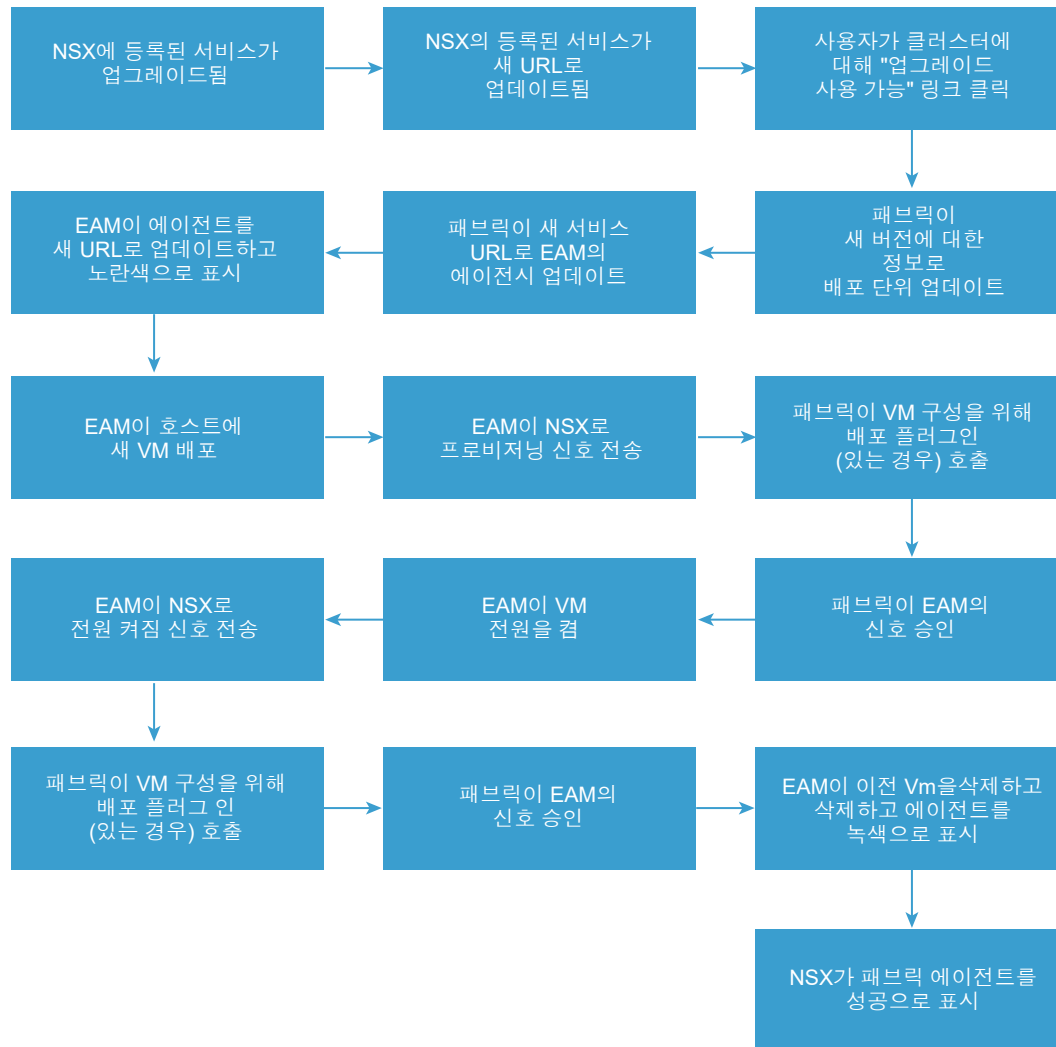 NSX에 등록된 서비스가
업그레이드됨
NSX의 등록된 서비스가
새 URL로
업데이트됨
사용자가 클러스터에
대해 "업그레이드
사용 가능" 링크 클릭
EAM이 에이전트를
새 URL로 업데이트하고
노란색으로 표시
패브릭이 새 서비스
URL로 EAM의
에이전시 업데이트
패브릭이
새 버전에 대한
정보로
배포 단위 업데이트
EAM이 호스트에
새 VM 배포
EAM이 NSX로
프로비저닝 신호 전송
패브릭이 VM 구성을 위해
배포 플러그인
(있는 경우) 호출
EAM이 NSX로
전원 켜짐 신호 전송
EAM이 VM
전원을 켬
패브릭이 EAM의
신호 승인
패브릭이 VM 구성을 위해
배포 플러그 인
(있는 경우) 호출
패브릭이 EAM의
신호 승인
EAM이 이전 Vm을삭제하고
삭제하고 에이전트를
녹색으로 표시
NSX가 패브릭 에이전트를
성공으로 표시